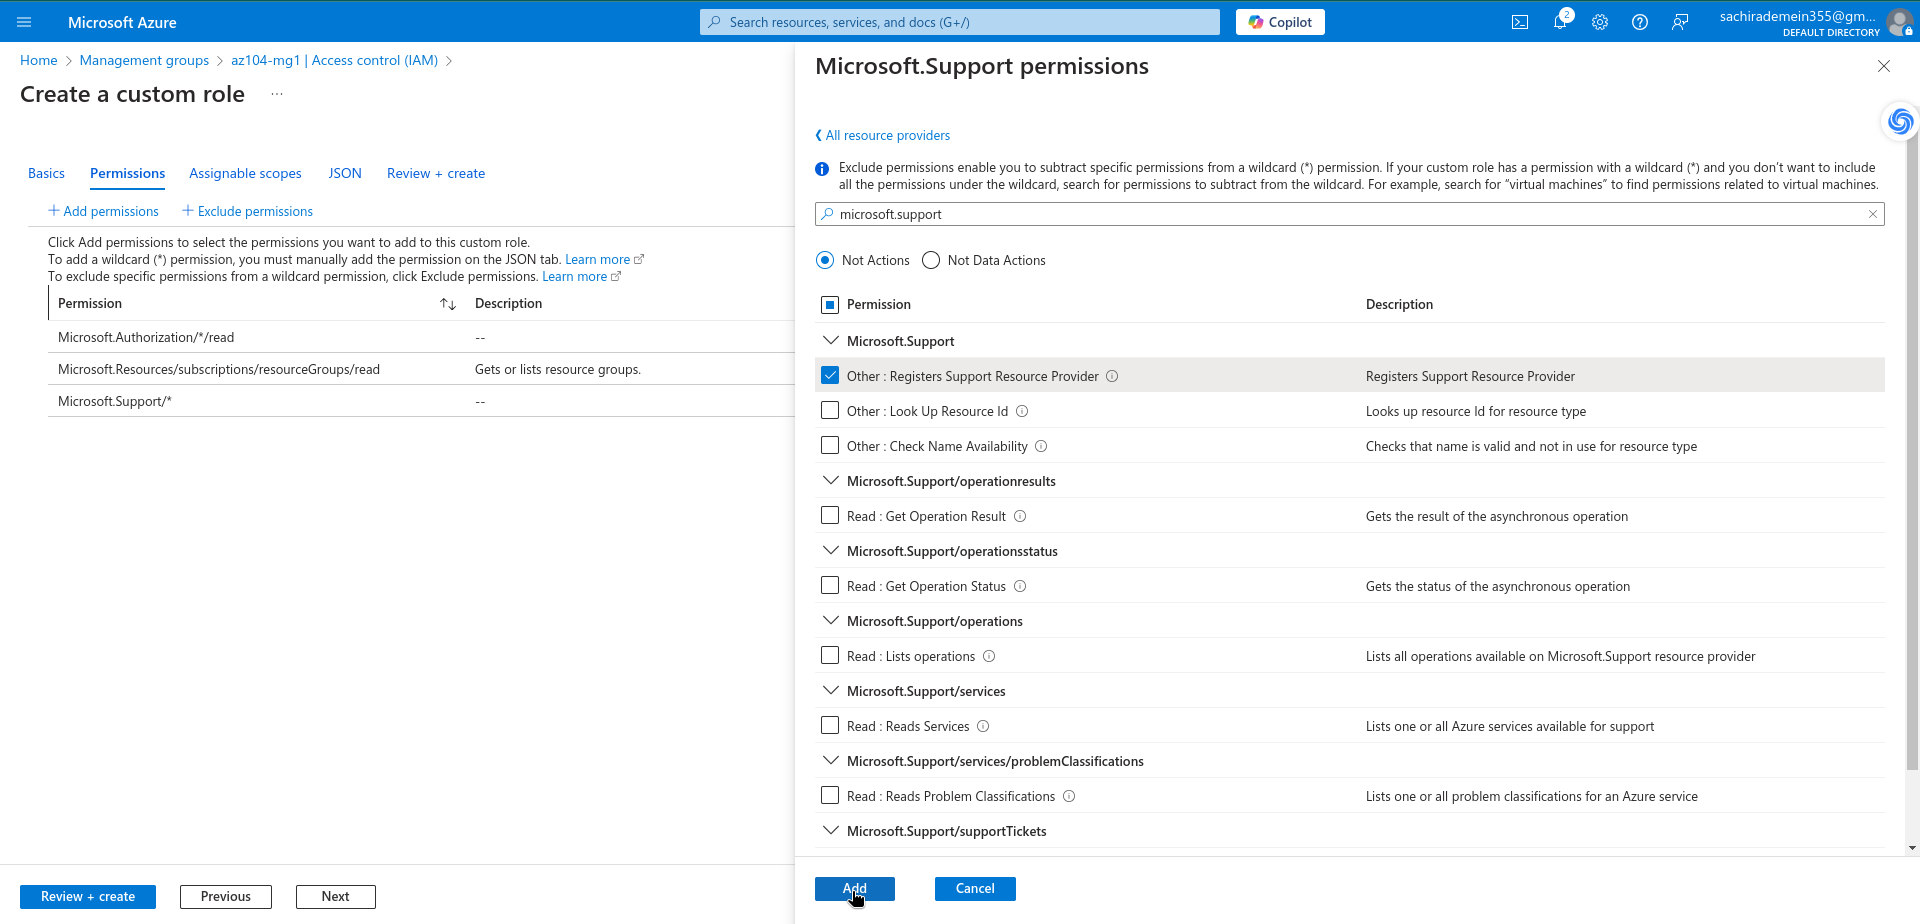 Microsoft Azure
Search resources, services, and docs (G+/)
Copilot
2
sachirademein355@gm...
DEFAULT DIRECTORY
Home > Management groups > az104-mg1 | Access control (IAM) >
Create a custom role ...
Basics Permissions Assignable scopes JSON Review + create
+ Add permissions + Exclude permissions
Click Add permissions to select the permissions you want to add to this custom role.
To add a wildcard (*) permission, you must manually add the permission on the JSON tab. Learn more
To exclude specific permissions from a wildcard permission, click Exclude permissions. Learn more
Permission ↑↓ Description
Microsoft.Authorization/*/read --
Microsoft.Resources/subscriptions/resourceGroups/read Gets or lists resource groups.
Microsoft.Support/* --
Review + create Previous Next
Microsoft.Support permissions
All resource providers
Exclude permissions enable you to subtract specific permissions from a wildcard (*) permission. If your custom role has a permission with a wildcard (*) and you don't want to include
all the permissions under the wildcard, search for permissions to subtract from the wildcard. For example, search for "virtual machines" to find permissions related to virtual machines.
microsoft.support
Not Actions Not Data Actions
Permission Description
Microsoft.Support
Other : Registers Support Resource Provider Registers Support Resource Provider
Other : Look Up Resource Id Looks up resource Id for resource type
Other : Check Name Availability Checks that name is valid and not in use for resource type
Microsoft.Support/operationresults
Read : Get Operation Result Gets the result of the asynchronous operation
Microsoft.Support/operationsstatus
Read : Get Operation Status Gets the status of the asynchronous operation
Microsoft.Support/operations
Read : Lists operations Lists all operations available on Microsoft.Support resource provider
Microsoft.Support/services
Read : Reads Services Lists one or all Azure services available for support
Microsoft.Support/services/problemClassifications
Read : Reads Problem Classifications Lists one or all problem classifications for an Azure service
Microsoft.Support/supportTickets
Add Cancel